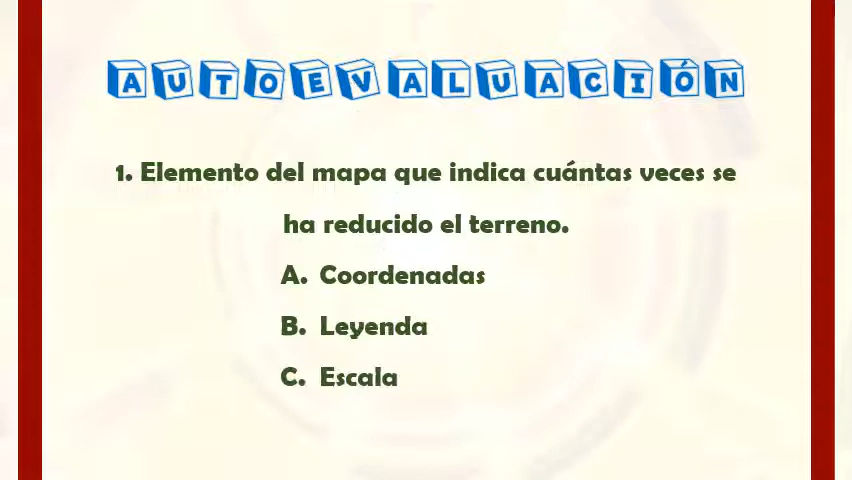 AUTOEVALUACIÓN
1. Elemento del mapa que indica cuántas veces se
ha reducido el terreno.
A. Coordenadas
B. Leyenda
C. Escala